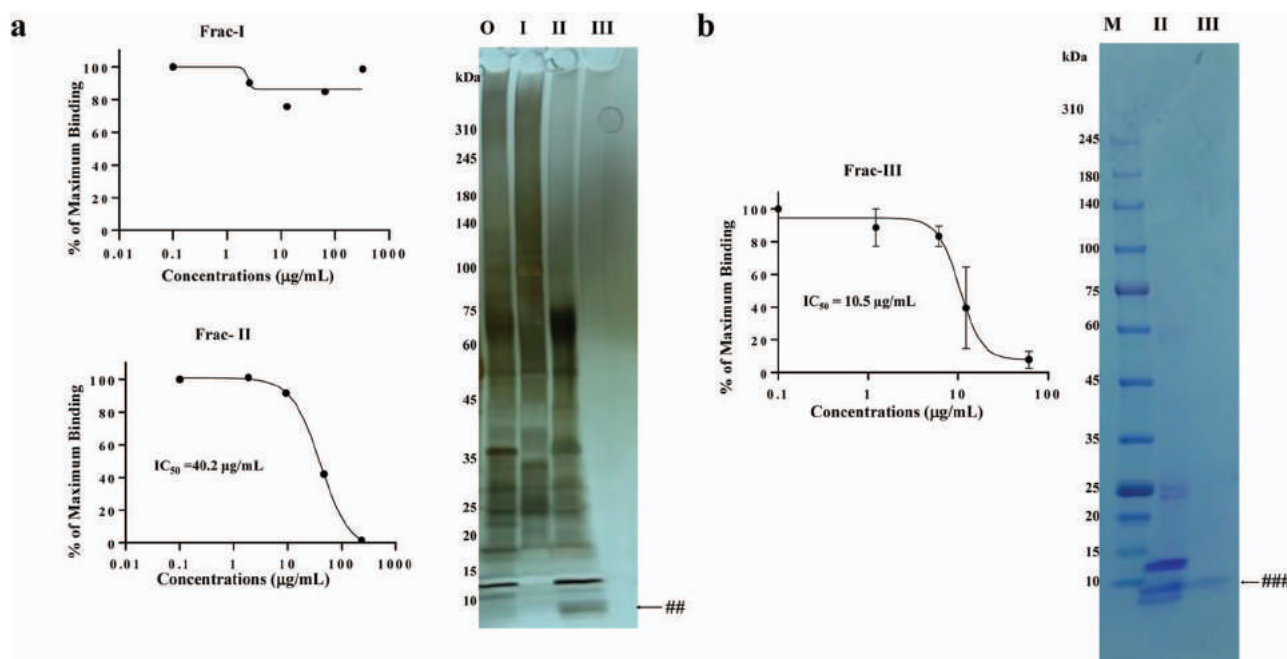 a
Frac-I
100
80
60
40
20
0
% of Maximum Binding
0.01 0.1 1 10 100 1000
Concentrations (µg/mL)
Frac- II
100
80
60
40
20
0
% of Maximum Binding
IC50 =40.2 µg/mL
0.01 0.1 1 10 100 1000
Concentrations (µg/mL)
O I II III
kDa
310
245
180
140
100
75
60
45
35
25
20
15
10
##
b
Frac-III
100
80
60
40
20
0
% of Maximum Binding
IC50 = 10.5 µg/mL
0.1 1 10 100
Concentrations (µg/mL)
M II III
kDa
310
245
180
140
100
75
60
45
35
25
20
15
10
###